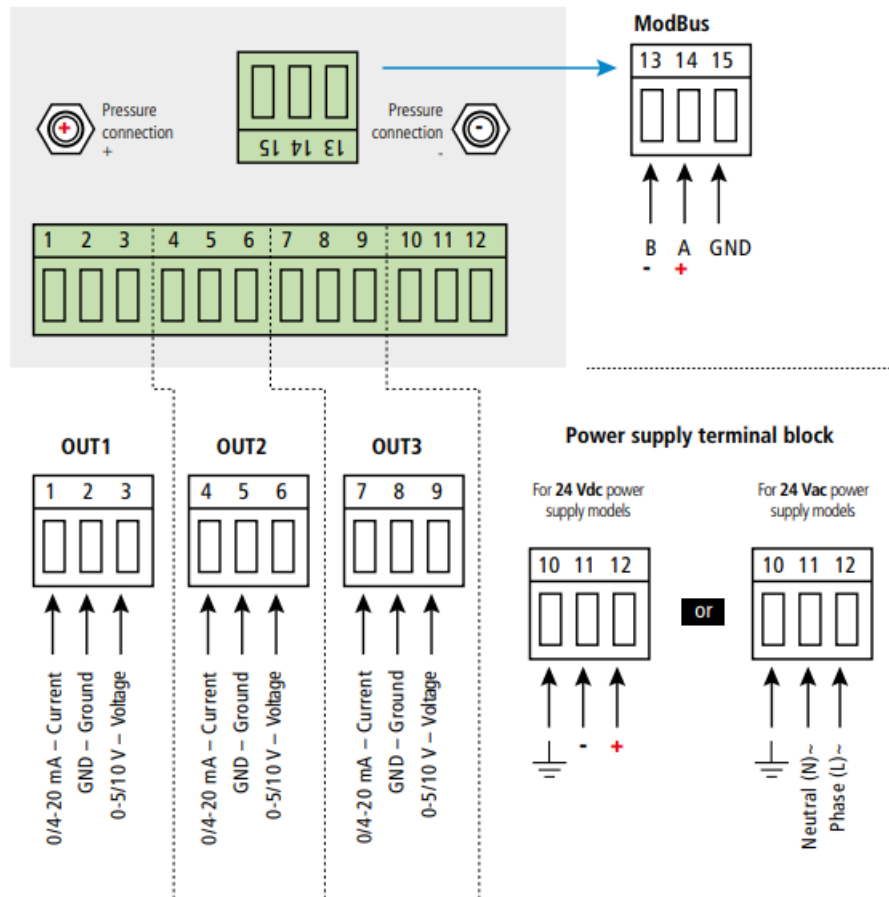 ModBus
13 14 15
B A GND
- +
Pressure
connection
+
+
15 14 13
Pressure
connection
-
-
1 2 3 4 5 6 7 8 9 10 11 12
OUT1
1 2 3
0/4-20 mA – Current
GND – Ground
0-5/10 V – Voltage
OUT2
4 5 6
0/4-20 mA – Current
GND – Ground
0-5/10 V – Voltage
OUT3
7 8 9
0/4-20 mA – Current
GND – Ground
0-5/10 V – Voltage
Power supply terminal block
For 24 Vdc power
supply models
10 11 12
- +
or
For 24 Vac power
supply models
10 11 12
Neutral (N)~
Phase (L)~